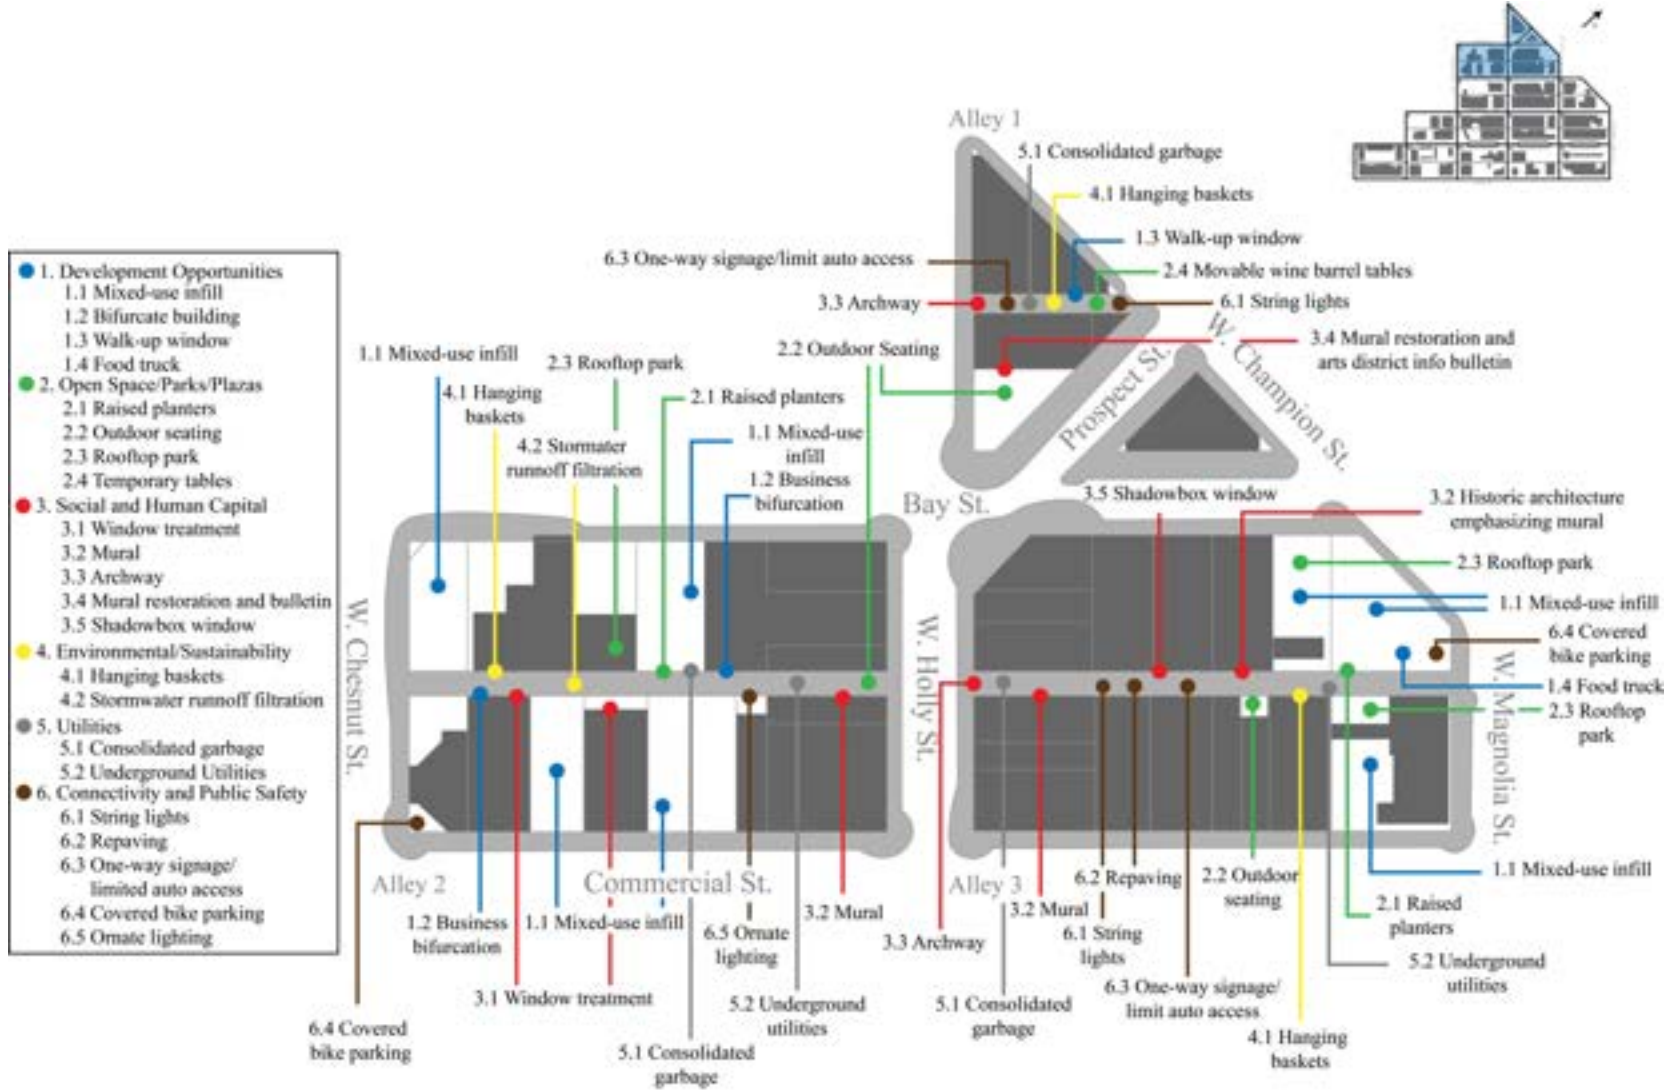 Alley 1
5.1 Consolidated garbage
4.1 Hanging baskets
1.3 Walk-up window
6.3 One-way signage/limit auto access
2.4 Movable wine barrel tables
3.3 Archway
6.1 String lights
W. Champion St.
Prospect St.
3.4 Mural restoration and
arts district info bulletin
1. Development Opportunities
1.1 Mixed-use infill
1.2 Bifurcate building
1.3 Walk-up window
1.4 Food truck
2. Open Space/Parks/Plazas
2.1 Raised planters
2.2 Outdoor seating
2.3 Rooftop park
2.4 Temporary tables
3. Social and Human Capital
3.1 Window treatment
3.2 Mural
3.3 Archway
3.4 Mural restoration and bulletin
3.5 Shadowbox window
4. Environmental/Sustainability
4.1 Hanging baskets
4.2 Stormwater runoff filtration
5. Utilities
5.1 Consolidated garbage
5.2 Underground Utilities
6. Connectivity and Public Safety
6.1 String lights
6.2 Repaving
6.3 One-way signage/
limited auto access
6.4 Covered bike parking
6.5 Ornate lighting
1.1 Mixed-use infill
2.3 Rooftop park
2.2 Outdoor Seating
4.1 Hanging
baskets
2.1 Raised planters
4.2 Stormater
runoff filtration
1.1 Mixed-use
infill
1.2 Business
bifurcation
Bay St.
3.5 Shadowbox window
3.2 Historic architecture
emphasizing mural
2.3 Rooftop park
1.1 Mixed-use infill
6.4 Covered
bike parking
1.4 Food truck
2.3 Rooftop
park
W. Chesnut St.
W. Holly St.
W. Magnolia St.
1.1 Mixed-use infill
Alley 2
Commercial St.
Alley 3
1.2 Business
bifurcation
1.1 Mixed-use infill
6.5 Ornate
lighting
3.2 Mural
3.3 Archway
3.2 Mural
6.2 Repaving
6.1 String
lights
2.2 Outdoor
seating
2.1 Raised
planters
5.2 Underground
utilities
3.1 Window treatment
5.2 Underground
utilities
5.1 Consolidated
garbage
6.3 One-way signage/
limit auto access
4.1 Hanging
baskets
6.4 Covered
bike parking
5.1 Consolidated
garbage